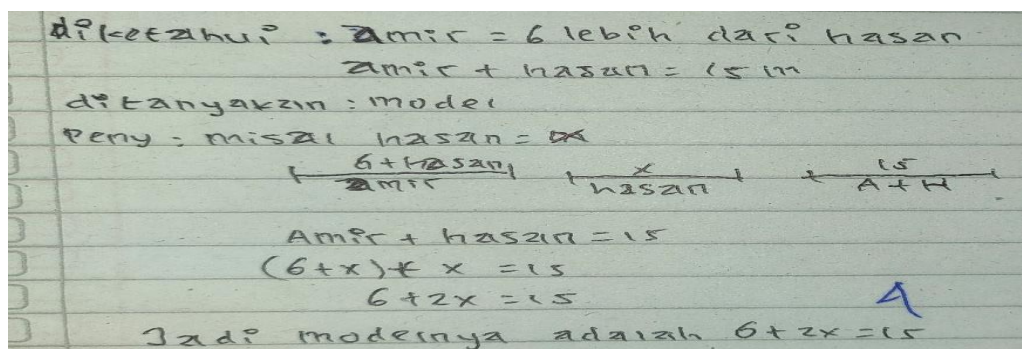 diketahui : amir = 6 lebih dari hasan
amir + hasan = 15 m
ditanyakan : model
Peny : misal hasan = x
6 + Hasan x 15
amir hasan A + H
Amir + hasan = 15
(6 + x) + x = 15
6 + 2x = 15
4
Jadi modelnya adalah 6 + 2x = 15